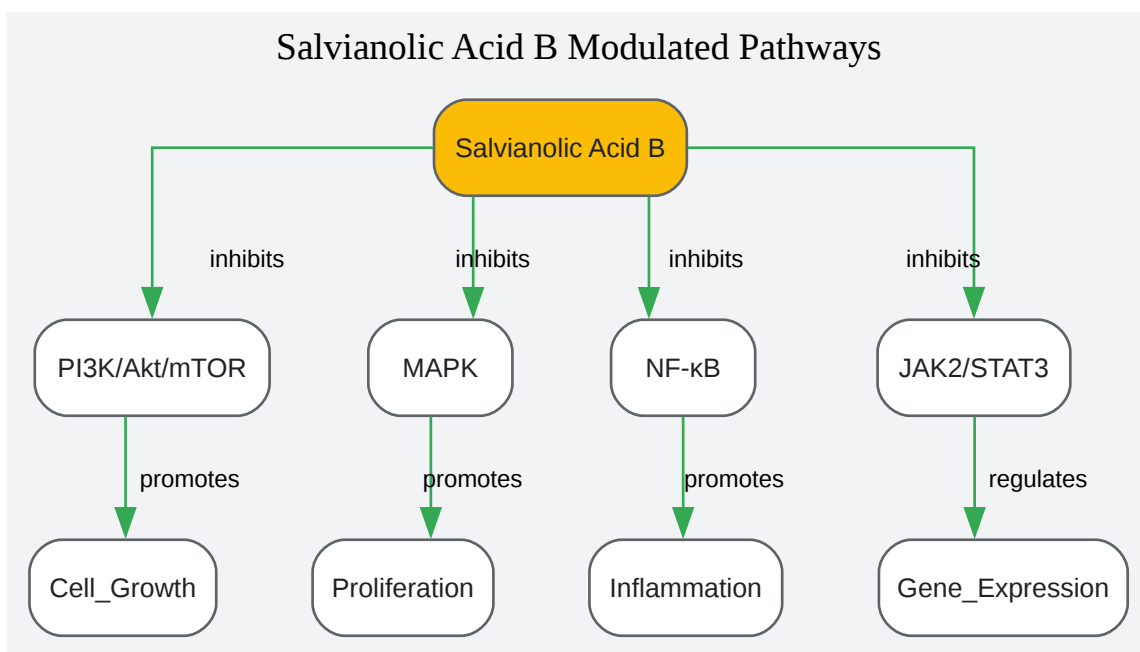 Salvianolic Acid B Modulated Pathways
Salvianolic Acid B
inhibits
inhibits
inhibits
inhibits
PI3K/Akt/mTOR
MAPK
NF-κB
JAK2/STAT3
promotes
promotes
promotes
regulates
Cell_Growth
Proliferation
Inflammation
Gene_Expression